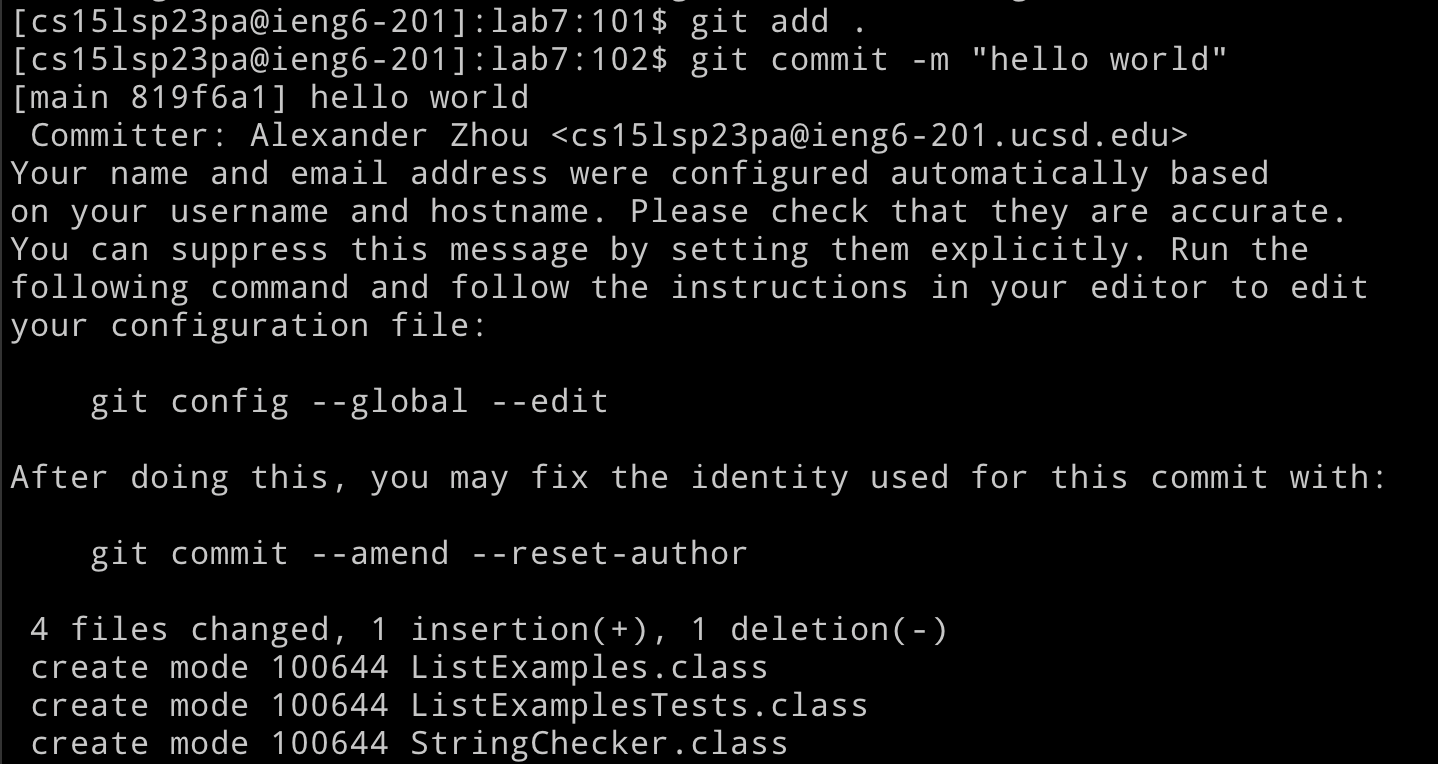 [cs15lsp23pa@ieng6-201]:lab7:101$ git add .
[cs15lsp23pa@ieng6-201]:lab7:102$ git commit -m "hello world"
[main 819f6a1] hello world
 Committer: Alexander Zhou <cs15lsp23pa@ieng6-201.ucsd.edu>
Your name and email address were configured automatically based
on your username and hostname. Please check that they are accurate.
You can suppress this message by setting them explicitly. Run the
following command and follow the instructions in your editor to edit
your configuration file:

    git config --global --edit

After doing this, you may fix the identity used for this commit with:

    git commit --amend --reset-author

 4 files changed, 1 insertion(+), 1 deletion(-)
 create mode 100644 ListExamples.class
 create mode 100644 ListExamplesTests.class
 create mode 100644 StringChecker.class